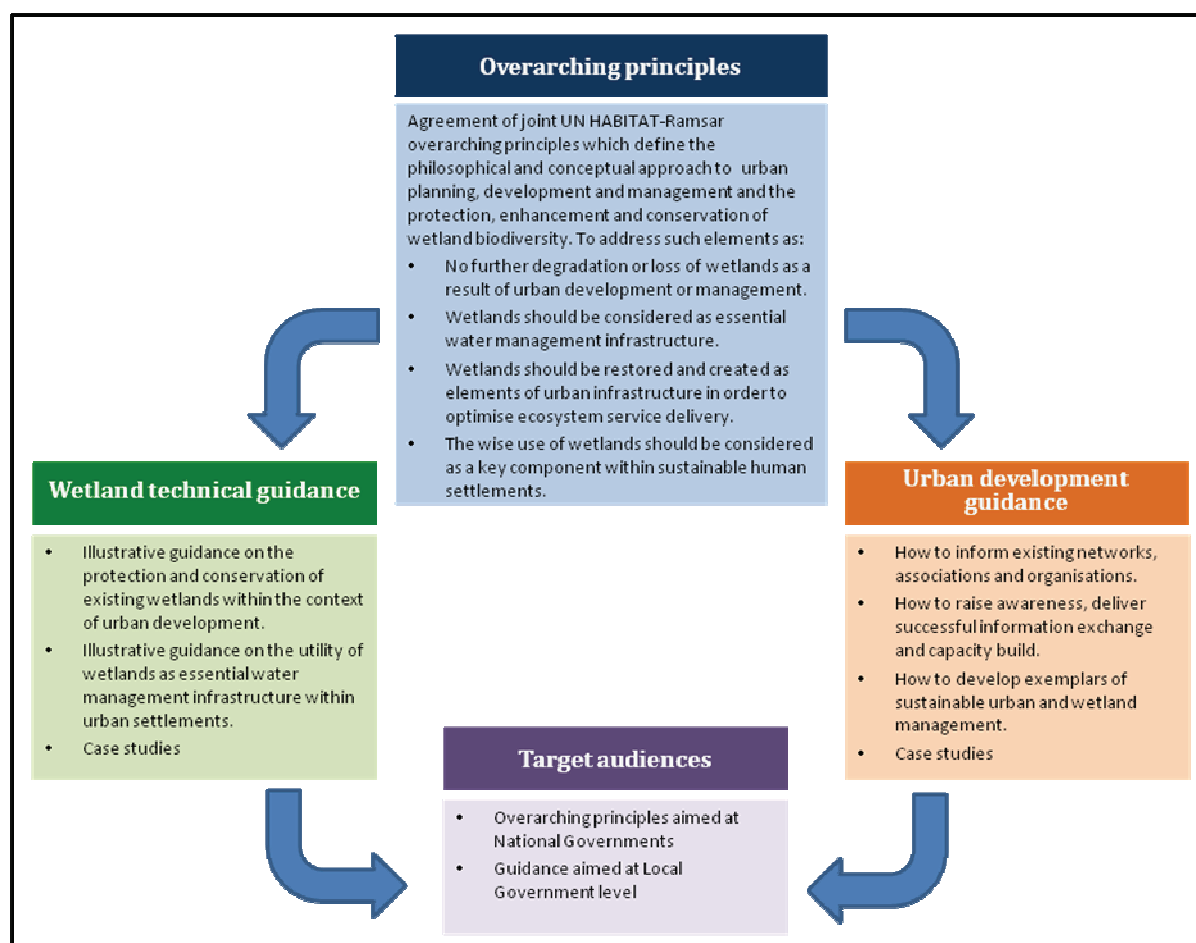 Overarching principles
Agreement of joint UN HABITAT-Ramsar
overarching principles which define the
philosophical and conceptual approach to urban
planning, development and management and the
protection, enhancement and conservation of
wetland biodiversity. To address such elements as:
• No further degradation or loss of wetlands as a
result of urban development or management.
• Wetlands should be considered as essential
water management infrastructure.
• Wetlands should be restored and created as
elements of urban infrastructure in order to
optimise ecosystem service delivery.
• The wise use of wetlands should be considered
as a key component within sustainable human
settlements.
Wetland technical guidance
• Illustrative guidance on the
protection and conservation of
existing wetlands within the context
of urban development.
• Illustrative guidance on the utility of
wetlands as essential water
management infrastructure within
urban settlements.
• Case studies
Urban development
guidance
• How to inform existing networks,
associations and organisations.
• How to raise awareness, deliver
successful information exchange
and capacity build.
• How to develop exemplars of
sustainable urban and wetland
management.
• Case studies
Target audiences
• Overarching principles aimed at
National Governments
• Guidance aimed at Local
Government level